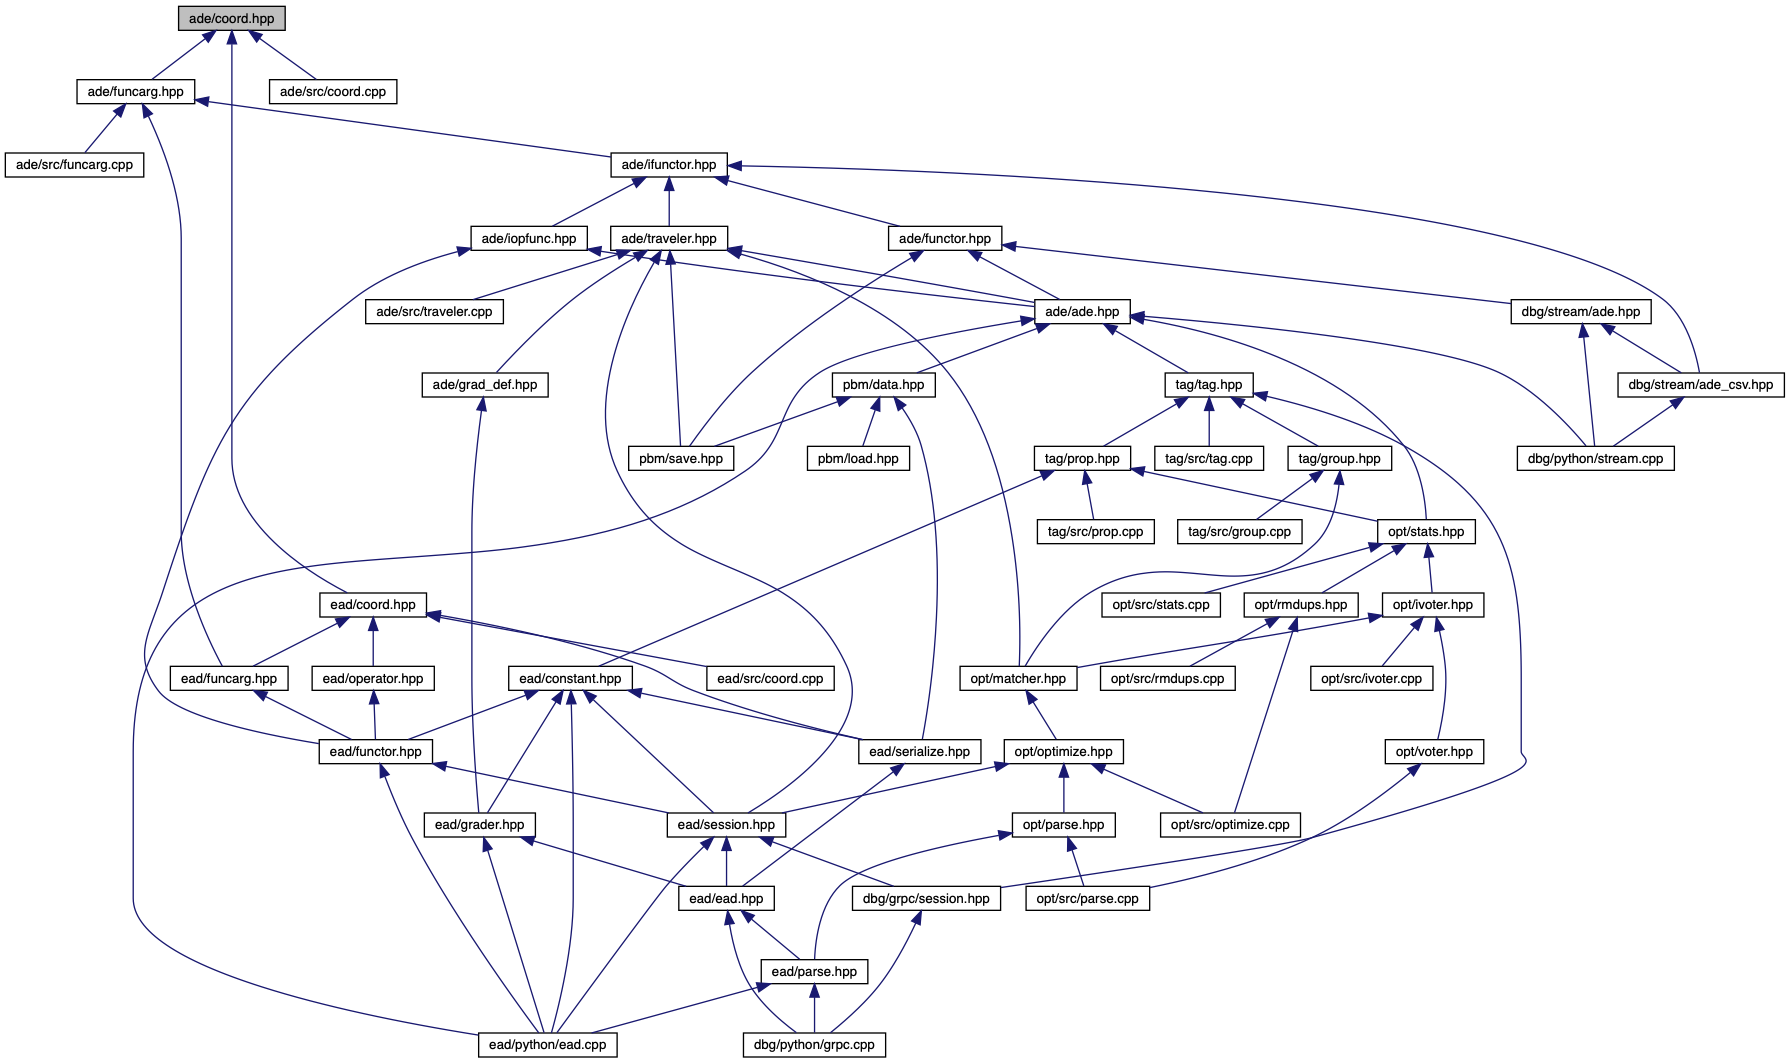 ade/coord.hpp
ade/funcarg.hpp
ade/src/coord.cpp
ade/src/funcarg.cpp
ade/ifunctor.hpp
ade/iopfunc.hpp
ade/traveler.hpp
ade/functor.hpp
ade/src/traveler.cpp
ade/ade.hpp
dbg/stream/ade.hpp
ade/grad_def.hpp
pbm/data.hpp
tag/tag.hpp
dbg/stream/ade_csv.hpp
pbm/save.hpp
pbm/load.hpp
tag/prop.hpp
tag/src/tag.cpp
tag/group.hpp
dbg/python/stream.cpp
tag/src/prop.cpp
tag/src/group.cpp
opt/stats.hpp
ead/coord.hpp
opt/src/stats.cpp
opt/rmdups.hpp
opt/ivoter.hpp
ead/funcarg.hpp
ead/operator.hpp
ead/constant.hpp
ead/src/coord.cpp
opt/matcher.hpp
opt/src/rmdups.cpp
opt/src/ivoter.cpp
ead/functor.hpp
ead/serialize.hpp
opt/optimize.hpp
opt/voter.hpp
ead/grader.hpp
ead/session.hpp
opt/parse.hpp
opt/src/optimize.cpp
ead/ead.hpp
dbg/grpc/session.hpp
opt/src/parse.cpp
ead/parse.hpp
ead/python/ead.cpp
dbg/python/grpc.cpp